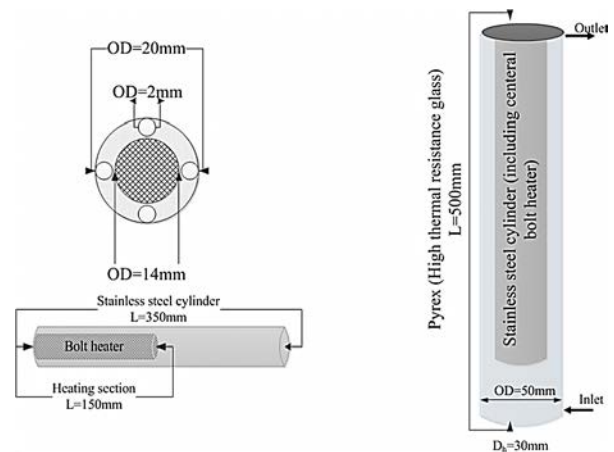 OD=20mm
OD=2mm
OD=14mm
Stainless steel cylinder
L=350mm
Bolt heater
Heating section
L=150mm
Pyrex (High thermal resistance glass)
L=500mm
Stainless steel cylinder (including centeral
bolt heater)
Outlet
OD=50mm
Inlet
Dh=30mm